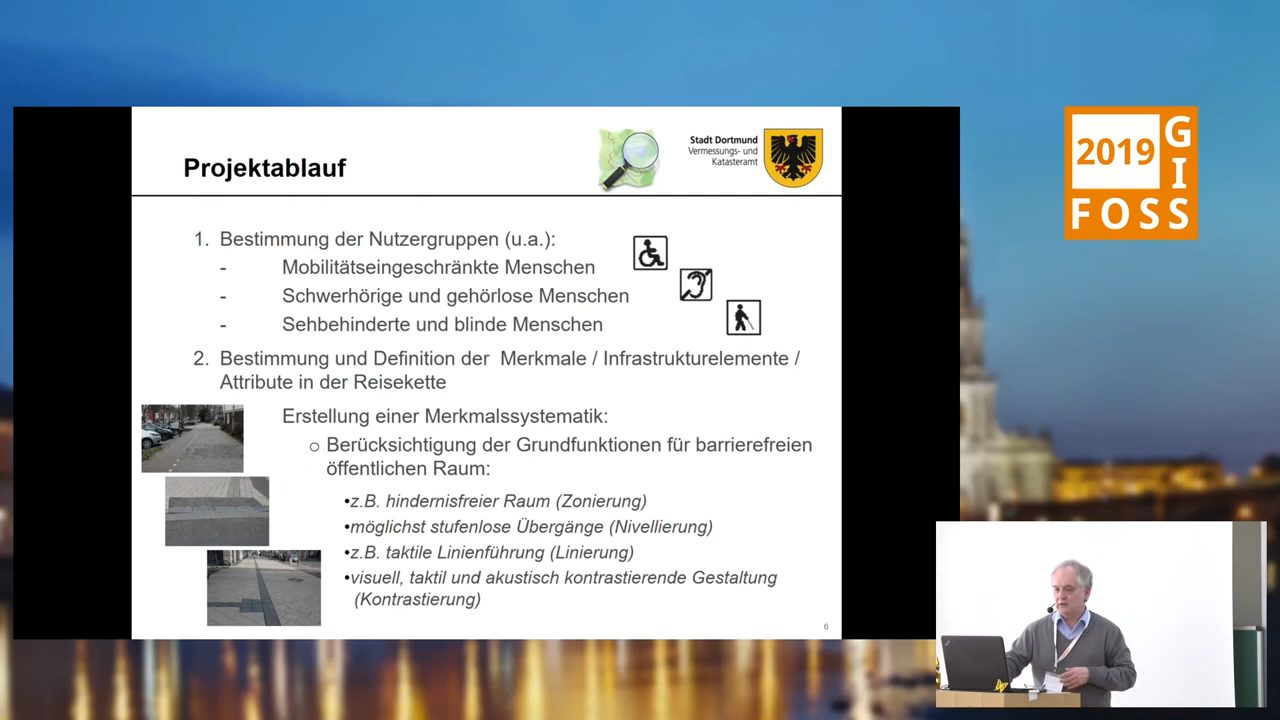 Projektablauf
Stadt Dortmund
Vermessungs- und
Katasteramt
1. Bestimmung der Nutzergruppen (u.a.):
- Mobilitätseingeschränkte Menschen
- Schwerhörige und gehörlose Menschen
- Sehbehinderte und blinde Menschen
2. Bestimmung und Definition der Merkmale / Infrastrukturelemente /
Attribute in der Reisekette
Erstellung einer Merkmalssystematik:
o Berücksichtigung der Grundfunktionen für barrierefreien
öffentlichen Raum:
•z.B. hindernisfreier Raum (Zonierung)
•möglichst stufenlose Übergänge (Nivellierung)
•z.B. taktile Linienführung (Linierung)
•visuell, taktil und akustisch kontrastierende Gestaltung
(Kontrastierung)
6
2019
GIS
FOSS